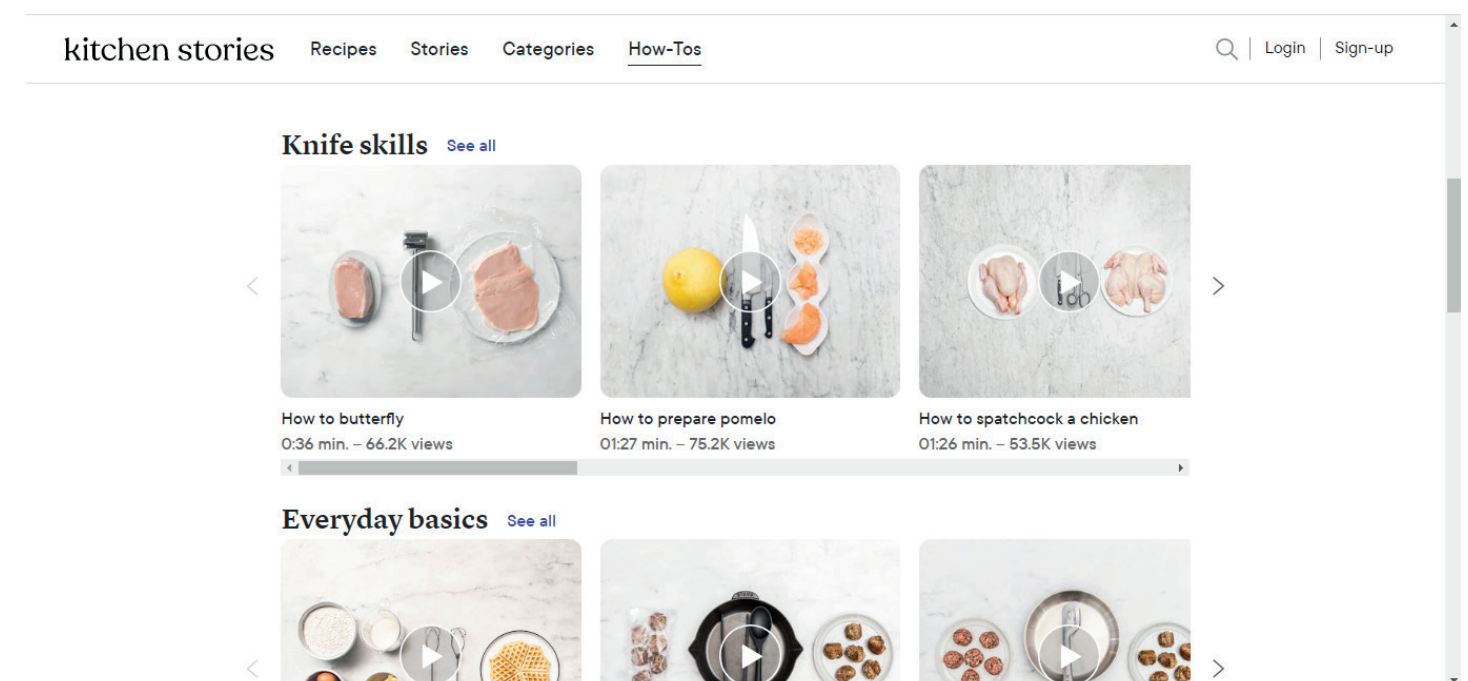 kitchen stories Recipes Stories Categories How-Tos Login Sign-up
Knife skills See all
How to butterfly
0:36 min. – 66.2K views
How to prepare pomelo
01:27 min. – 75.2K views
How to spatchcock a chicken
01:26 min. – 53.5K views
Everyday basics See all